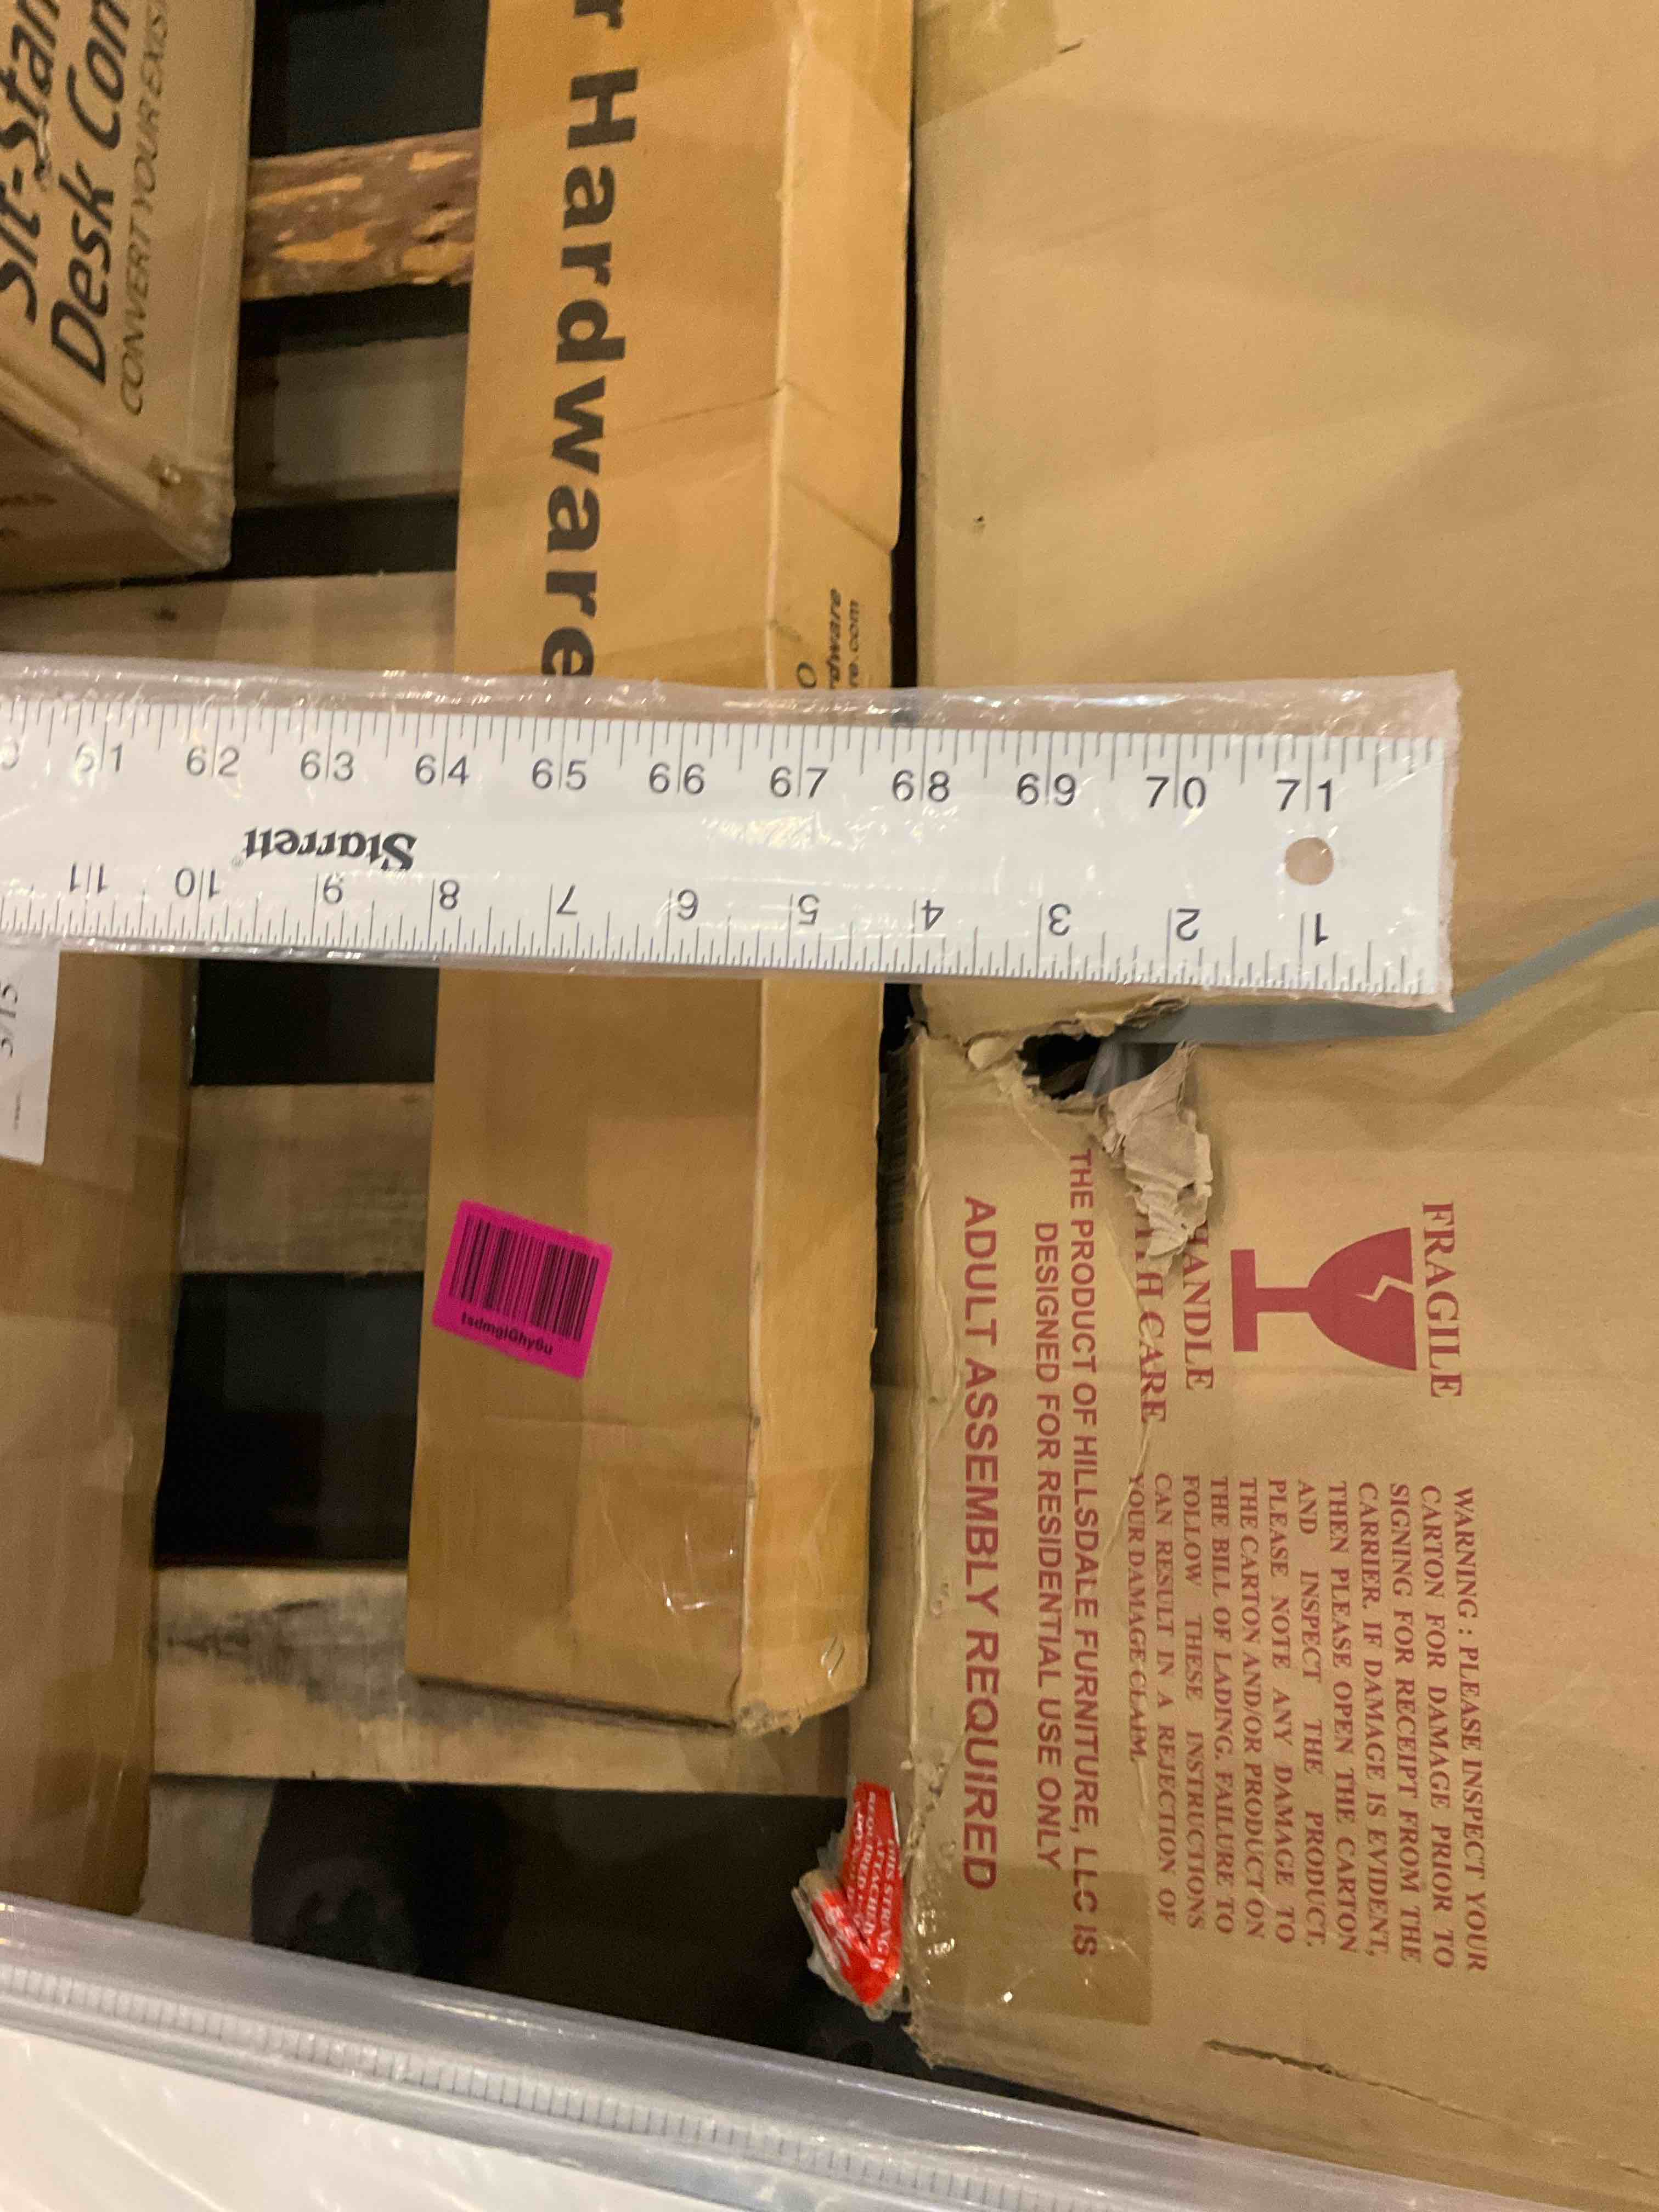 Sit-Stan
Desk Con
CONVERT YOUR EXIS
r Hardware
61 62 63 64 65 66 67 68 69 70 71
Starrett
11 10 9 8 7 6 5 4 3 2 1
3/15
FRAGILE
HANDLE
CARE
WARNING : PLEASE INSPECT YOUR
CARTON FOR DAMAGE PRIOR TO
SIGNING FOR RECEIPT FROM THE
CARRIER. IF DAMAGE IS EVIDENT,
THEN PLEASE OPEN THE CARTON
AND INSPECT THE PRODUCT.
PLEASE NOTE ANY DAMAGE TO
THE CARTON AND/OR PRODUCT ON
THE BILL OF LADING. FAILURE TO
FOLLOW THESE INSTRUCTIONS
CAN RESULT IN A REJECTION OF
YOUR DAMAGE CLAIM.
THE PRODUCT OF HILLSDALE FURNITURE, LLC IS
DESIGNED FOR RESIDENTIAL USE ONLY
ADULT ASSEMBLY REQUIRED